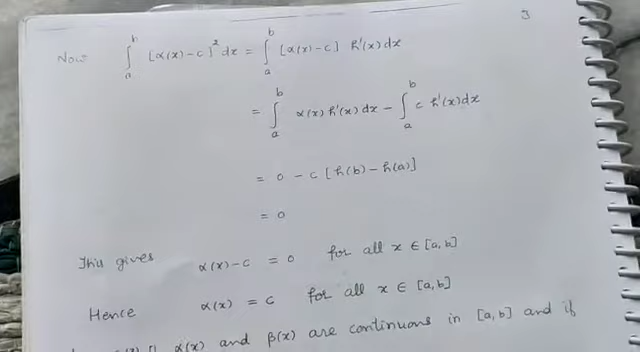 3
Now ∫_a^b [α(x) - c]² dx = ∫_a^b [α(x) - c] h'(x) dx
= ∫_a^b α(x) h'(x) dx - ∫_a^b c h'(x) dx
= 0 - c [h(b) - h(a)]
= 0
This gives α(x) - c = 0 for all x ∈ [a, b]
Hence α(x) = c for all x ∈ [a, b]
α(x) and β(x) are continuous in [a, b] and if